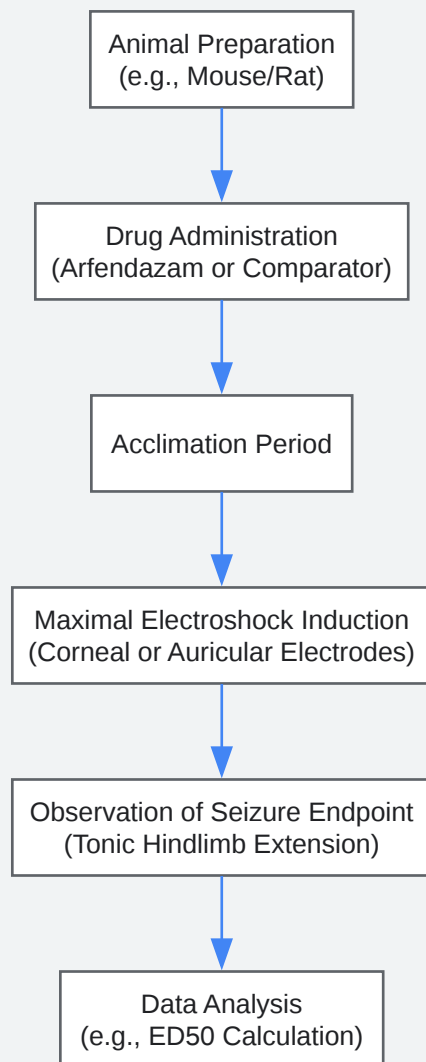 Animal Preparation
(e.g., Mouse/Rat)
Drug Administration
(Arfendazam or Comparator)
Acclimation Period
Maximal Electroshock Induction
(Corneal or Auricular Electrodes)
Observation of Seizure Endpoint
(Tonic Hindlimb Extension)
Data Analysis
(e.g., ED50 Calculation)